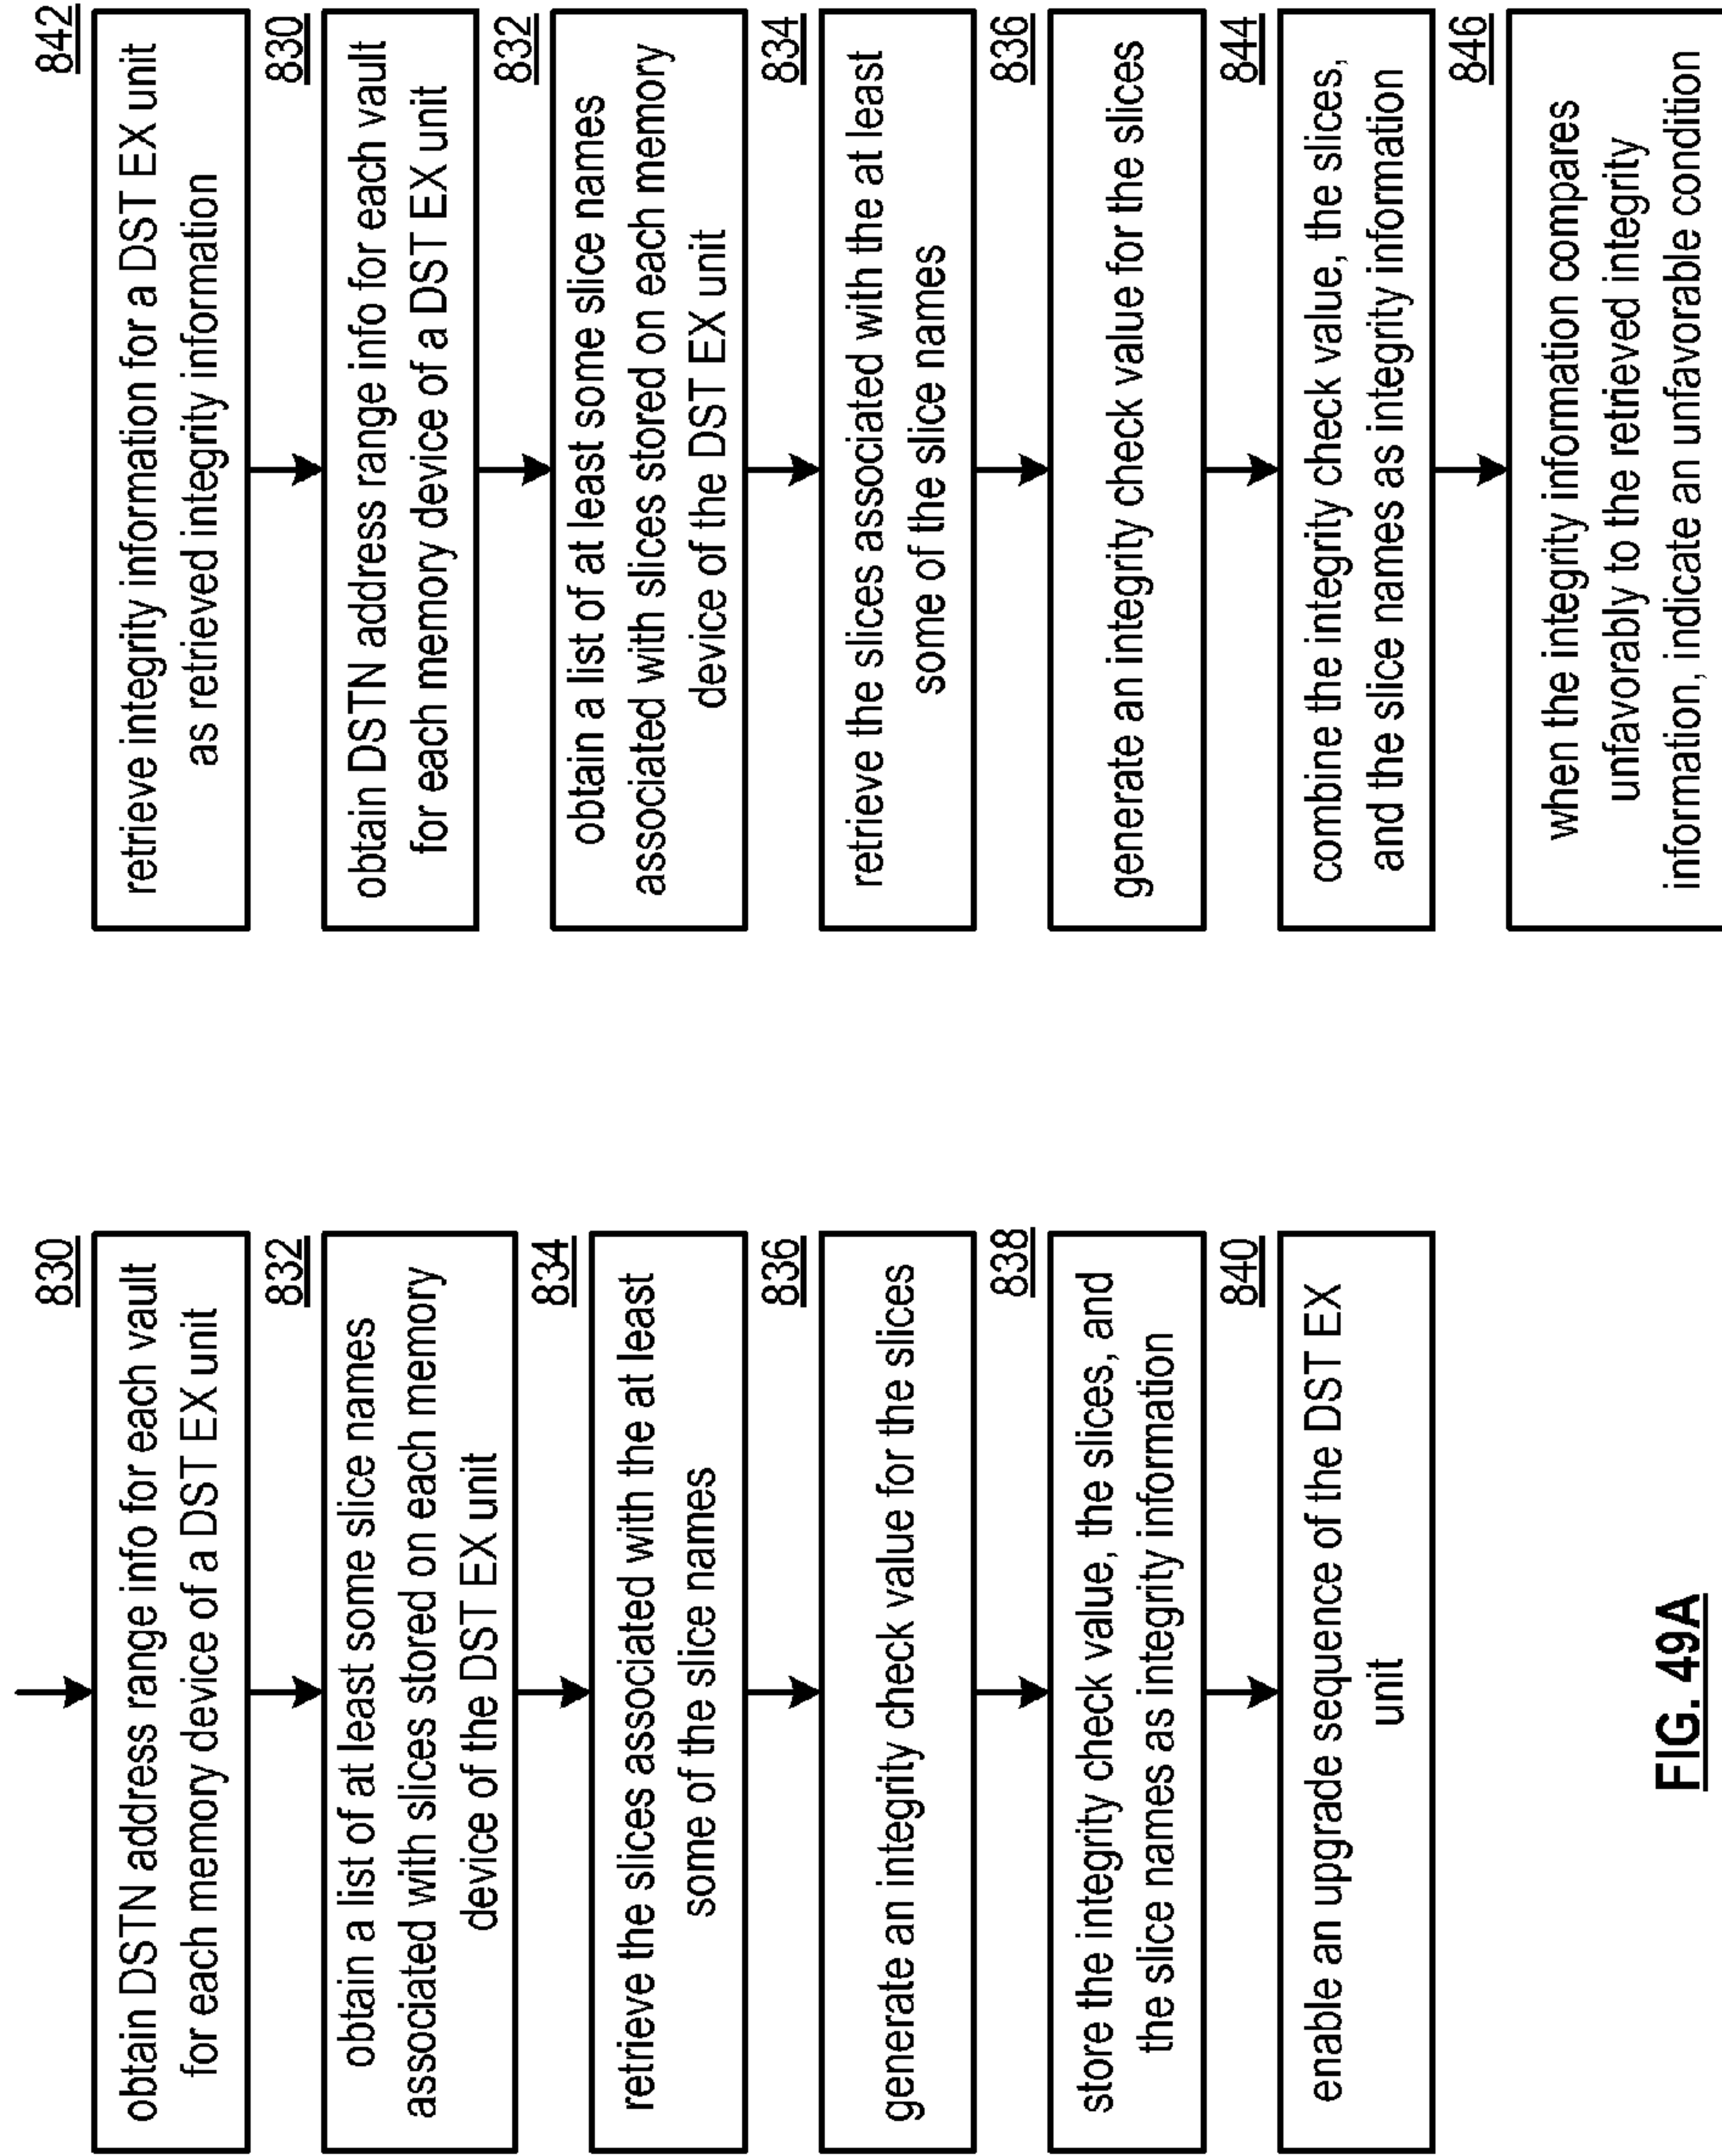 830
obtain DSTN address range info for each vault
for each memory device of a DST EX unit
832
obtain a list of at least some slice names
associated with slices stored on each memory
device of the DST EX unit
834
retrieve the slices associated with the at least
some of the slice names
836
generate an integrity check value for the slices
838
store the integrity check value, the slices, and
the slice names as integrity information
840
enable an upgrade sequence of the DST EX
unit
FIG. 49A
842
retrieve integrity information for a DST EX unit
as retrieved integrity information
830
obtain DSTN address range info for each vault
for each memory device of a DST EX unit
832
obtain a list of at least some slice names
associated with slices stored on each memory
device of the DST EX unit
834
retrieve the slices associated with the at least
some of the slice names
836
generate an integrity check value for the slices
844
combine the integrity check value, the slices,
and the slice names as integrity information
846
when the integrity information compares
unfavorably to the retrieved integrity
information, indicate an unfavorable condition